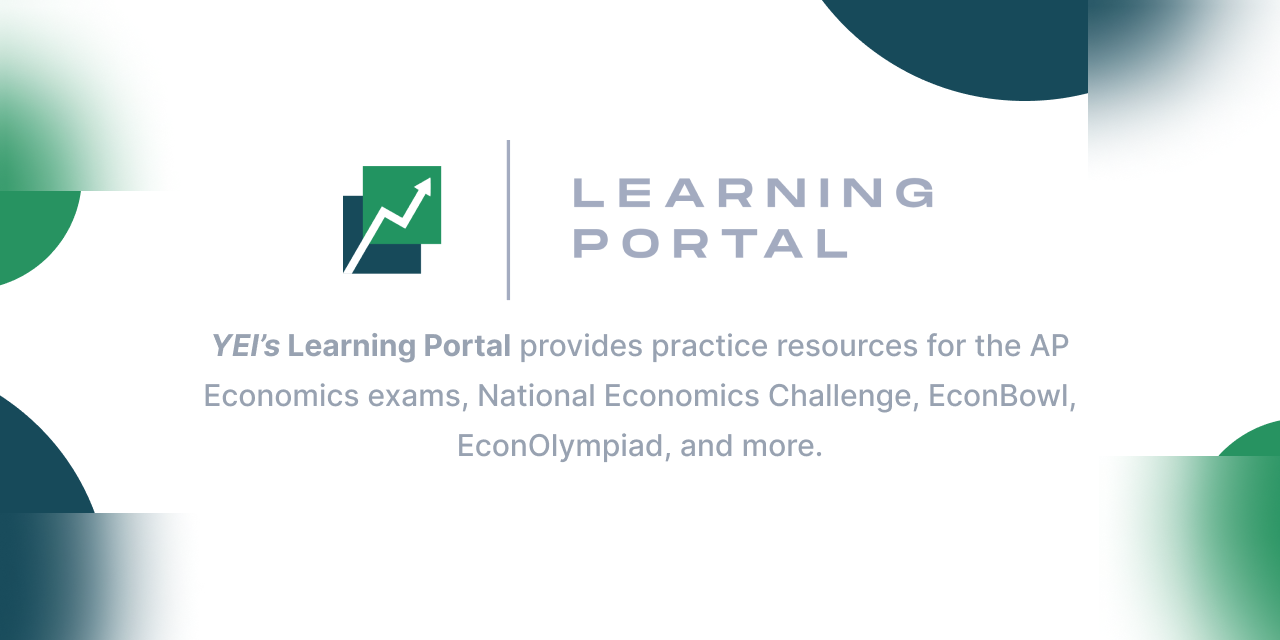 LEARNING
PORTAL
YEI’s Learning Portal provides practice resources for the AP
Economics exams, National Economics Challenge, EconBowl,
EconOlympiad, and more.